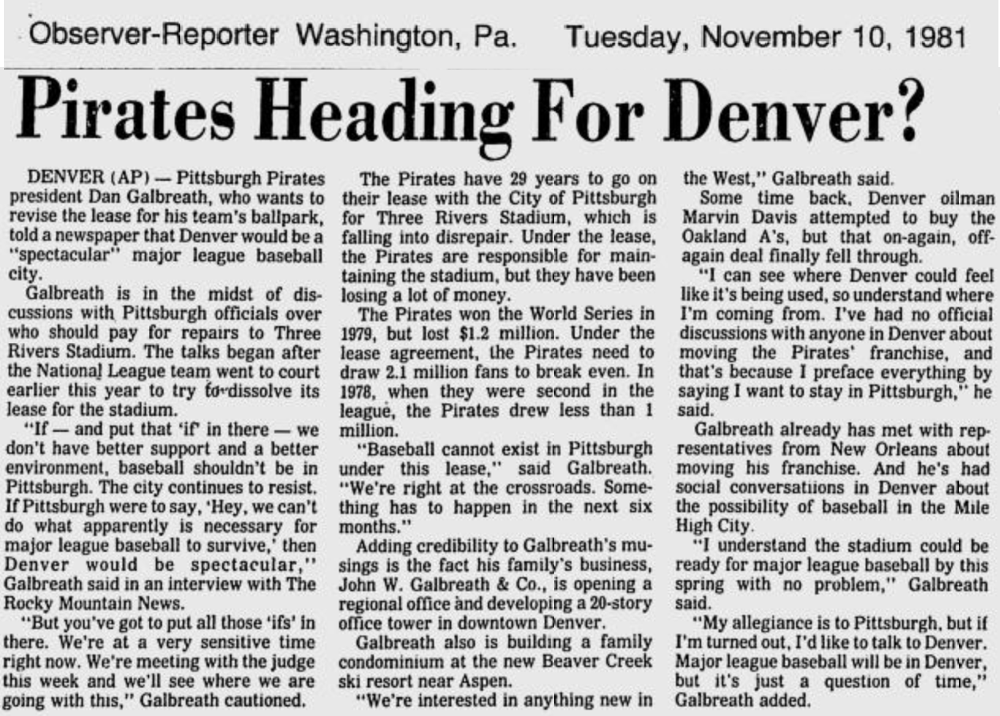 Observer-Reporter Washington, Pa. Tuesday, November 10, 1981
Pirates Heading For Denver?
DENVER (AP) — Pittsburgh Pirates
president Dan Galbreath, who wants to
revise the lease for his team's ballpark,
told a newspaper that Denver would be a
"spectacular" major league baseball
city.
Galbreath is in the midst of dis-
cussions with Pittsburgh officials over
who should pay for repairs to Three
Rivers Stadium. The talks began after
the National League team went to court
earlier this year to try to dissolve its
lease for the stadium.
"If — and put that 'if' in there — we
don't have better support and a better
environment, baseball shouldn't be in
Pittsburgh. The city continues to resist.
If Pittsburgh were to say, 'Hey, we can't
do what apparently is necessary for
major league baseball to survive,' then
Denver would be spectacular,"
Galbreath said in an interview with The
Rocky Mountain News.
"But you've got to put all those 'ifs' in
there. We're at a very sensitive time
right now. We're meeting with the judge
this week and we'll see where we are
going with this," Galbreath cautioned.
The Pirates have 29 years to go on
their lease with the City of Pittsburgh
for Three Rivers Stadium, which is
falling into disrepair. Under the lease,
the Pirates are responsible for main-
taining the stadium, but they have been
losing a lot of money.
The Pirates won the World Series in
1979, but lost $1.2 million. Under the
lease agreement, the Pirates need to
draw 2.1 million fans to break even. In
1978, when they were second in the
league, the Pirates drew less than 1
million.
"Baseball cannot exist in Pittsburgh
under this lease," said Galbreath.
"We're right at the crossroads. Some-
thing has to happen in the next six
months."
Adding credibility to Galbreath's mu-
sings is the fact his family's business,
John W. Galbreath & Co., is opening a
regional office and developing a 20-story
office tower in downtown Denver.
Galbreath also is building a family
condominium at the new Beaver Creek
ski resort near Aspen.
"We're interested in anything new in
the West," Galbreath said.
Some time back, Denver oilman
Marvin Davis attempted to buy the
Oakland A's, but that on-again, off-
again deal finally fell through.
"I can see where Denver could feel
like it's being used, so understand where
I'm coming from. I've had no official
discussions with anyone in Denver about
moving the Pirates' franchise, and
that's because I preface everything by
saying I want to stay in Pittsburgh," he
said.
Galbreath already has met with rep-
resentatives from New Orleans about
moving his franchise. And he's had
social conversatiions in Denver about
the possibility of baseball in the Mile
High City.
"I understand the stadium could be
ready for major league baseball by this
spring with no problem," Galbreath
said.
"My allegiance is to Pittsburgh, but if
I'm turned out, I'd like to talk to Denver.
Major league baseball will be in Denver,
but it's just a question of time,"
Galbreath added.